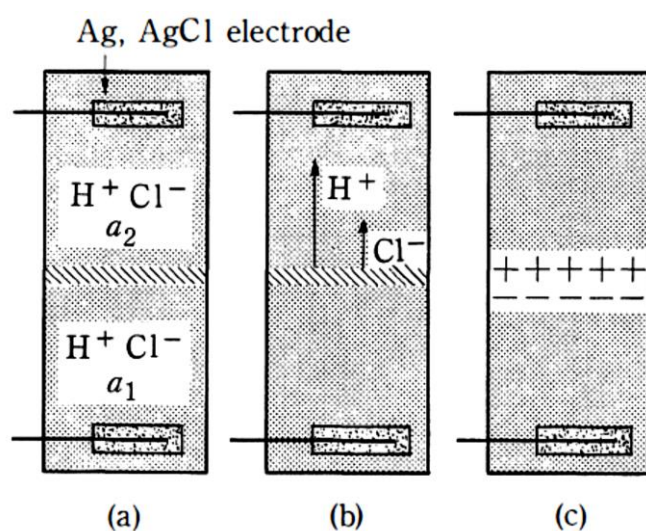 Ag, AgCl electrode
H⁺ Cl⁻
a₂
H⁺ Cl⁻
a₁
H⁺
Cl⁻
+ + + + +
− − − − −
(a)
(b)
(c)